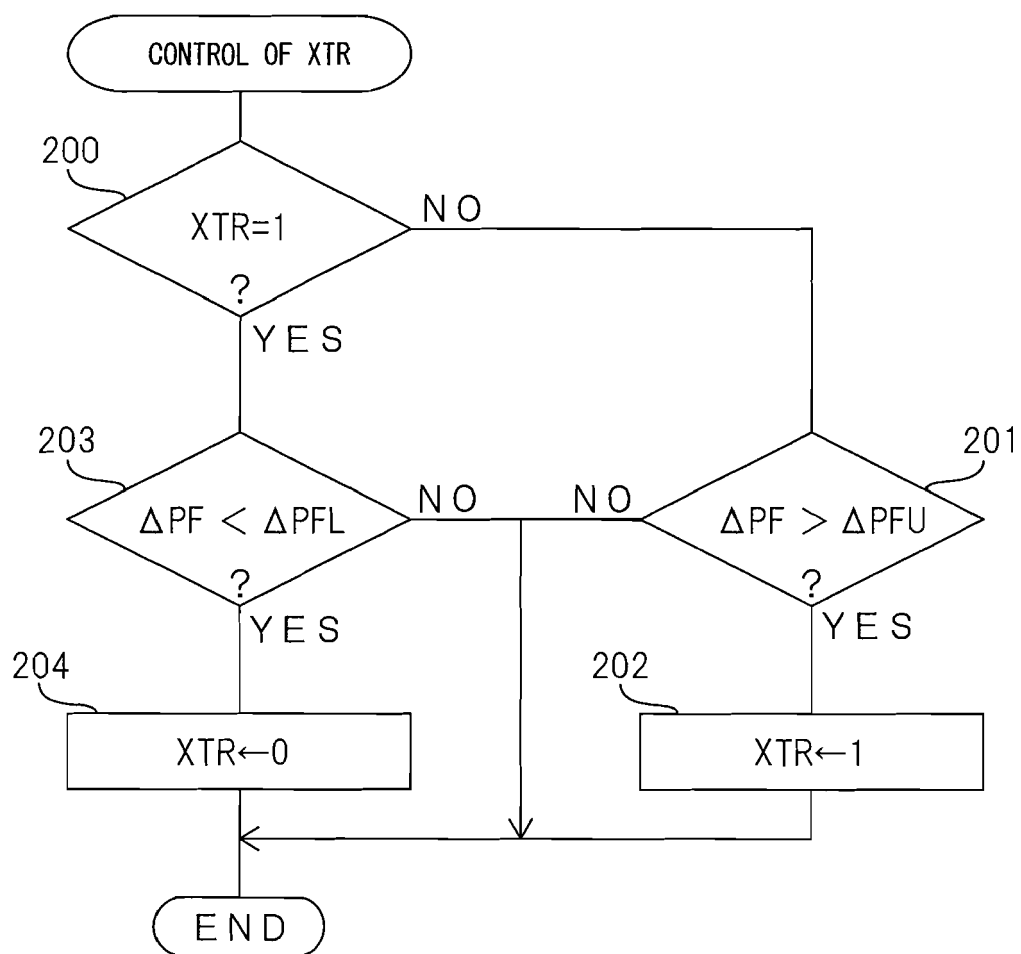 CONTROL OF XTR
200
XTR=1
?
NO
YES
203
ΔPF < ΔPFL
?
NO
YES
201
ΔPF > ΔPFU
?
NO
YES
204
XTR←0
202
XTR←1
END